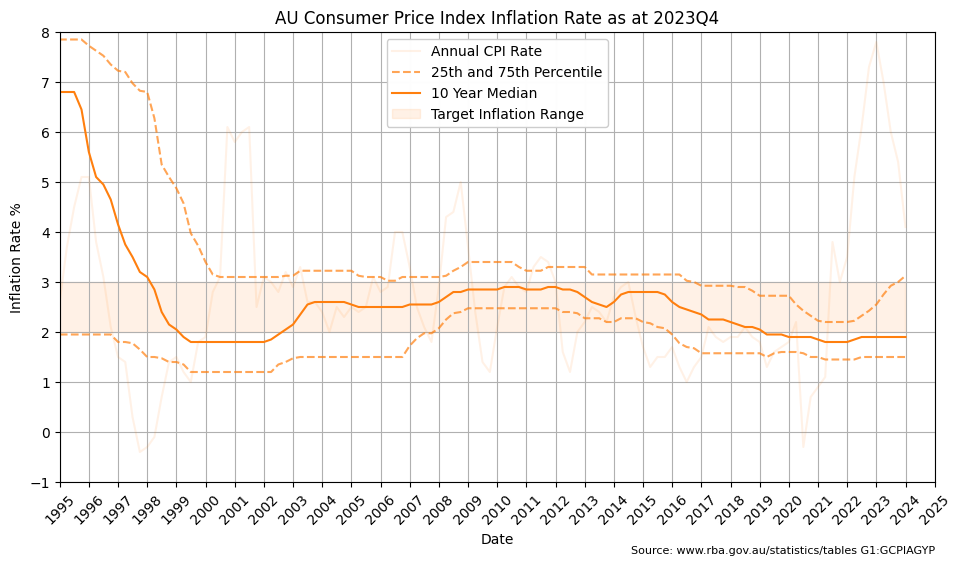 AU Consumer Price Index Inflation Rate as at 2023Q4
Annual CPI Rate
25th and 75th Percentile
10 Year Median
Target Inflation Range
Inflation Rate %
8
7
6
5
4
3
2
1
0
−1
1995 1996 1997 1998 1999 2000 2001 2002 2003 2004 2005 2006 2007 2008 2009 2010 2011 2012 2013 2014 2015 2016 2017 2018 2019 2020 2021 2022 2023 2024 2025
Date
Source: www.rba.gov.au/statistics/tables G1:GCPIAGYP